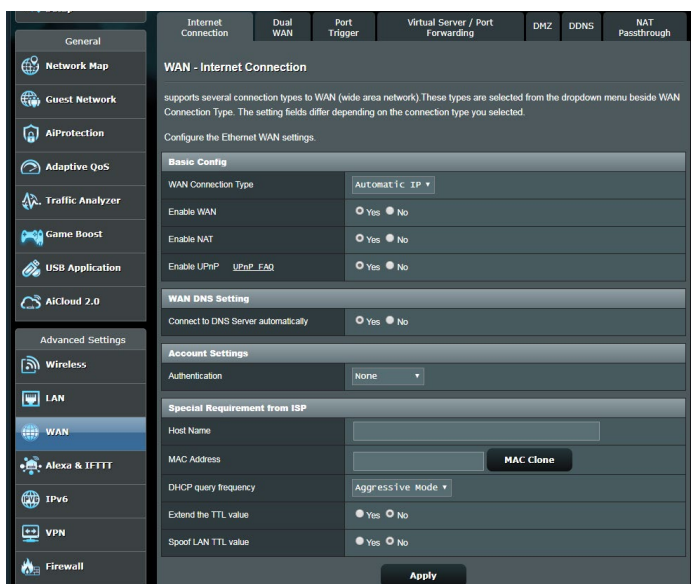 General
Network Map
Guest Network
AiProtection
Adaptive QoS
Traffic Analyzer
Game Boost
USB Application
AiCloud 2.0
Advanced Settings
Wireless
LAN
WAN
Alexa & IFTTT
IPv6
VPN
Firewall
Internet Connection
Dual WAN
Port Trigger
Virtual Server / Port Forwarding
DMZ
DDNS
NAT Passthrough
WAN - Internet Connection
supports several connection types to WAN (wide area network).These types are selected from the dropdown menu beside WAN
Connection Type. The setting fields differ depending on the connection type you selected.
Configure the Ethernet WAN settings.
Basic Config
WAN Connection Type Automatic IP
Enable WAN Yes No
Enable NAT Yes No
Enable UPnP UPnP FAQ Yes No
WAN DNS Setting
Connect to DNS Server automatically Yes No
Account Settings
Authentication None
Special Requirement from ISP
Host Name
MAC Address MAC Clone
DHCP query frequency Aggressive Mode
Extend the TTL value Yes No
Spoof LAN TTL value Yes No
Apply